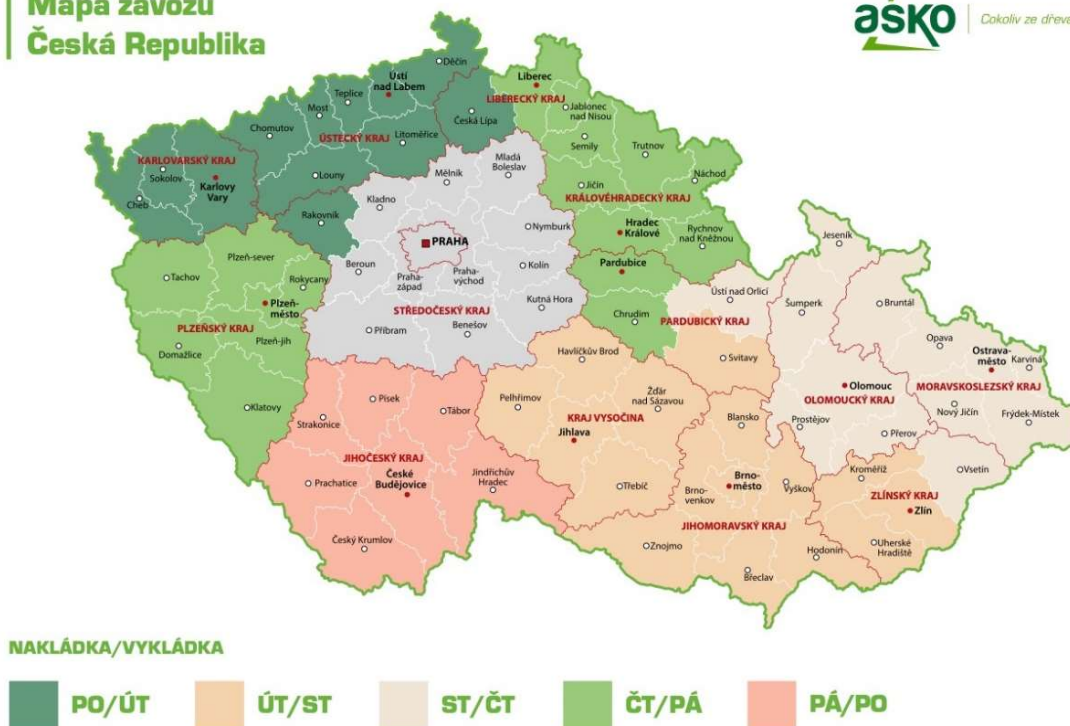 Mapa závozu
Česká Republika
aŠKO
Cokoliv ze dřeva
Děčín
Ústí
nad Labem
Teplice
Most
Chomutov
ÚSTECKÝ KRAJ
Litoměřice
Česká Lípa
Louny
Liberec
LIBERECKÝ KRAJ
Jablonec
nad Nisou
Semily
Trutnov
Náchod
Jičín
KRÁLOVÉHRADECKÝ KRAJ
Hradec
Králové
Rychnov
nad Kněžnou
KARLOVARSKÝ KRAJ
Sokolov
Karlovy
Vary
Cheb
Rakovník
Mladá
Boleslav
Mělník
Kladno
Nymburk
PRAHA
Beroun
Praha-
západ
Praha-
východ
Kolín
Kutná Hora
STŘEDOČESKÝ KRAJ
Příbram
Benešov
Plzeň-sever
Tachov
Rokycany
Plzeň-
město
PLZEŇSKÝ KRAJ
Plzeň-jih
Domažlice
Klatovy
Pardubice
Chrudim
Ústí nad Orlicí
PARDUBICKÝ KRAJ
Svitavy
Jeseník
Šumperk
Bruntál
Opava
Ostrava-
město
Karviná
MORAVSKOSLEZSKÝ KRAJ
Nový Jičín
Frýdek-Místek
Olomouc
OLOMOUCKÝ KRAJ
Prostějov
Přerov
Vsetín
Kroměříž
ZLÍNSKÝ KRAJ
Zlín
Uherské
Hradiště
Havlíčkův Brod
Pelhřimov
Žďár
nad Sázavou
KRAJ VYSOČINA
Jihlava
Třebíč
Blansko
Brno-
město
Brno-
venkov
Vyškov
JIHOMORAVSKÝ KRAJ
Znojmo
Hodonín
Břeclav
Písek
Tábor
Strakonice
JIHOČESKÝ KRAJ
České
Budějovice
Jindřichův
Hradec
Prachatice
Český Krumlov
NAKLÁDKA/VYKLÁDKA
PO/ÚT
ÚT/ST
ST/ČT
ČT/PÁ
PÁ/PO